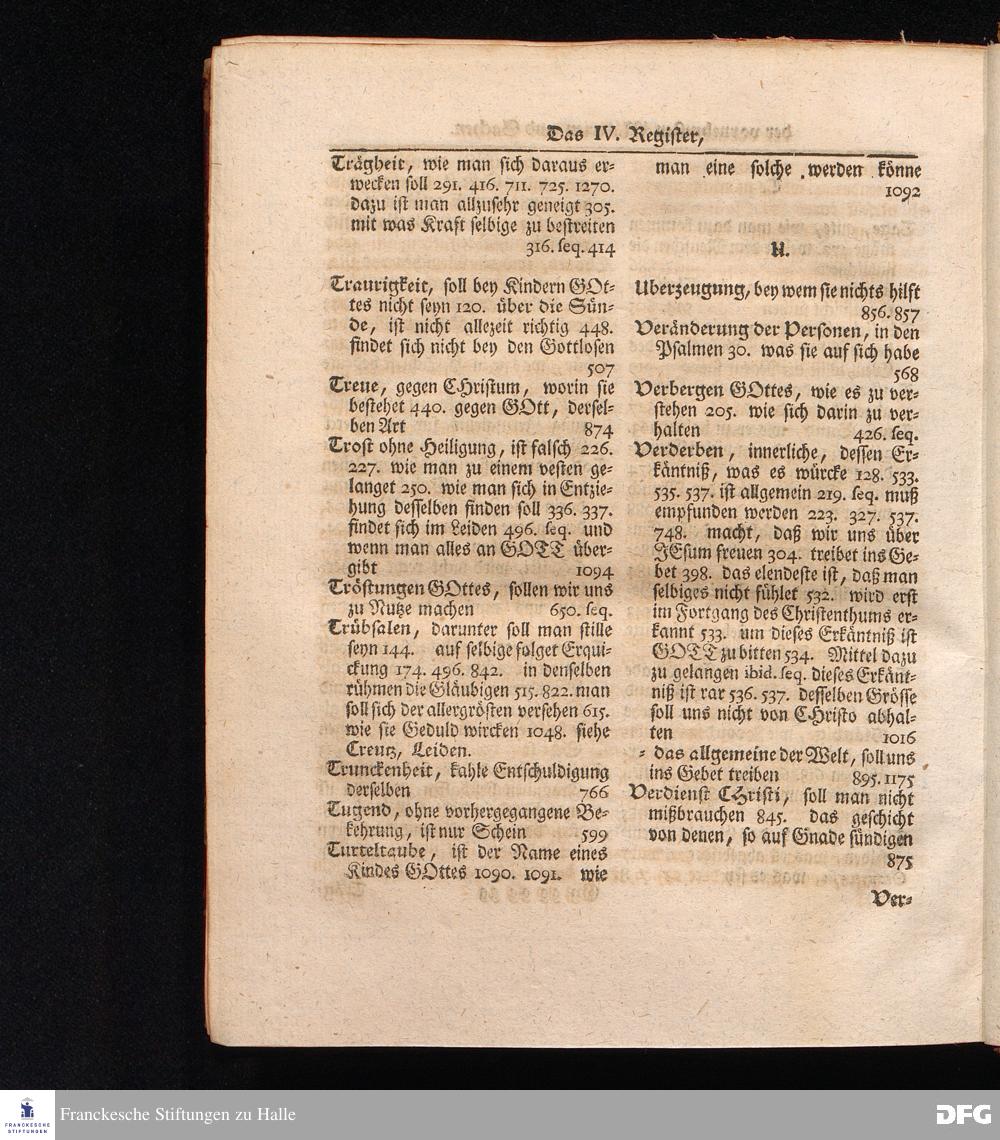 Das IV. Register,
Trägheit, wie man sich daraus er-
wecken soll 291. 416. 711. 725. 1270.
dazu ist man allzusehr geneigt 305.
mit was Kraft selbige zu bestreiten
316. seq. 414
Traurigkeit, soll bey Kindern GOt-
tes nicht seyn 120. über die Sün-
de, ist nicht allezeit richtig 448.
findet sich nicht bey den Gottlosen
507
Treue, gegen CHristum, worin sie
bestehet 440. gegen GOtt, dersel-
ben Art 874
Trost ohne Heiligung, ist falsch 226.
227. wie man zu einem vesten ge-
langet 250. wie man sich in Entzie-
hung desselben finden soll 336. 337.
findet sich im Leiden 496. seq. und
wenn man alles an GOTT über-
gibt 1094
Tröstungen GOttes, sollen wir uns
zu Nutze machen 650. seq.
Trübsalen, darunter soll man stille
seyn 144. auf selbige folget Erqui-
ckung 174. 496. 842. in denselben
rühmen die Gläubigen 515. 822. man
soll sich der allergrösten versehen 615.
wie sie Geduld wircken 1048. siehe
Creutz, Leiden.
Trunckenheit, kahle Entschuldigung
derselben 766
Tugend, ohne vorhergegangene Be-
kehrung, ist nur Schein 599
Turteltaube, ist der Name eines
Kindes GOttes 1090. 1091. wie
man eine solche werden könne
1092
U.
Uberzeugung, bey wem sie nichts hilft
856. 857
Veränderung der Personen, in den
Psalmen 30. was sie auf sich habe
568
Verbergen GOttes, wie es zu ver-
stehen 205. wie sich darin zu ver-
halten 426. seq.
Verderben, innerliche, dessen Er-
käntniß, was es würcke 128. 533.
535. 537. ist allgemein 219. seq. muß
empfunden werden 223. 327. 537.
748. macht, daß wir uns über
JEsum freuen 304. treibet ins Ge-
bet 398. das elendeste ist, daß man
selbiges nicht fühlet 532. wird erst
im Fortgang des Christenthums er-
kannt 533. um dieses Erkäntniß ist
GOTT zu bitten 534. Mittel dazu
zu gelangen ibid. seq. dieses Erkänt-
niß ist rar 536. 537. desselben Grösse
soll uns nicht von CHristo abhal-
ten 1016
- das allgemeine der Welt, soll uns
ins Gebet treiben 895. 1175
Verdienst CHristi, soll man nicht
mißbrauchen 845. das geschicht
von denen, so auf Gnade sündigen
875
Ver-
FRANCKESCHE
STIFTUNGEN
Franckesche Stiftungen zu Halle
DFG